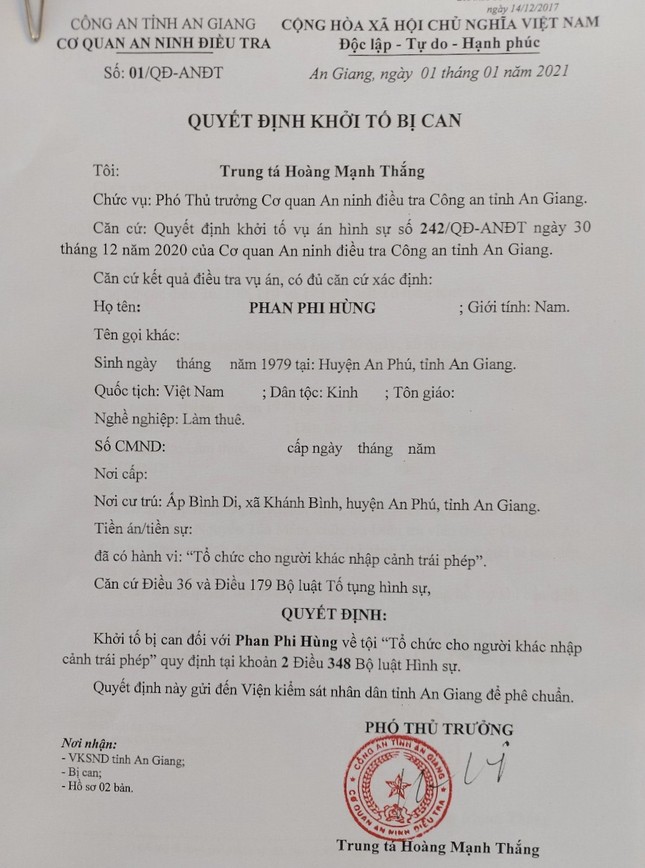 ngày 14/12/2017
CÔNG AN TỈNH AN GIANG
CƠ QUAN AN NINH ĐIỀU TRA
Số: 01/QĐ-ANĐT
CỘNG HÒA XÃ HỘI CHỦ NGHĨA VIỆT NAM
Độc lập - Tự do - Hạnh phúc
An Giang, ngày 01 tháng 01 năm 2021
QUYẾT ĐỊNH KHỞI TỐ BỊ CAN
Tôi: Trung tá Hoàng Mạnh Thắng
Chức vụ: Phó Thủ trưởng Cơ quan An ninh điều tra Công an tỉnh An Giang.
Căn cứ: Quyết định khởi tố vụ án hình sự số 242/QĐ-ANĐT ngày 30
tháng 12 năm 2020 của Cơ quan An ninh điều tra Công an tỉnh An Giang.
Căn cứ kết quả điều tra vụ án, có đủ căn cứ xác định:
Họ tên: PHAN PHI HÙNG ; Giới tính: Nam.
Tên gọi khác:
Sinh ngày tháng năm 1979 tại: Huyện An Phú, tỉnh An Giang.
Quốc tịch: Việt Nam ; Dân tộc: Kinh ; Tôn giáo:
Nghề nghiệp: Làm thuê.
Số CMND: cấp ngày tháng năm
Nơi cấp:
Nơi cư trú: Ấp Bình Di, xã Khánh Bình, huyện An Phú, tỉnh An Giang.
Tiền án/tiền sự:
đã có hành vi: “Tổ chức cho người khác nhập cảnh trái phép”.
Căn cứ Điều 36 và Điều 179 Bộ luật Tố tụng hình sự,
QUYẾT ĐỊNH:
Khởi tố bị can đối với Phan Phi Hùng về tội “Tổ chức cho người khác nhập
cảnh trái phép” quy định tại khoản 2 Điều 348 Bộ luật Hình sự.
Quyết định này gửi đến Viện kiểm sát nhân dân tỉnh An Giang để phê chuẩn.
Nơi nhận:
- VKSND tỉnh An Giang;
- Bị can;
- Hồ sơ 02 bản.
PHÓ THỦ TRƯỞNG
CÔNG AN TỈNH AN GIANG
CƠ QUAN AN NINH ĐIỀU TRA
Trung tá Hoàng Mạnh Thắng